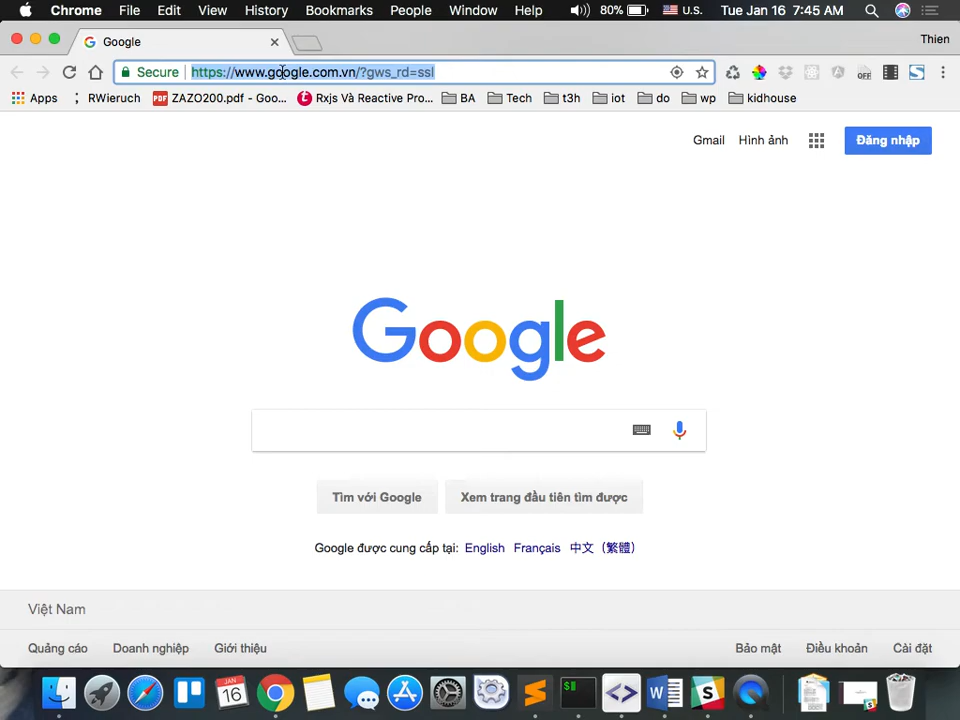 Chrome File Edit View History Bookmarks People Window Help 80% U.S. Tue Jan 16 7:45 AM
Google Thien
Secure https://www.google.com.vn/?gws_rd=ssl OFF S
Apps RWieruch PDF ZAZO200.pdf - Goo... t Rxjs Và Reactive Pro... BA Tech t3h iot do wp kidhouse
Gmail Hình ảnh Đăng nhập
Google
Tìm với Google Xem trang đầu tiên tìm được
Google được cung cấp tại: English Français 中文（繁體）
Việt Nam
Quảng cáo Doanh nghiệp Giới thiệu Bảo mật Điều khoản Cài đặt
JAN
16